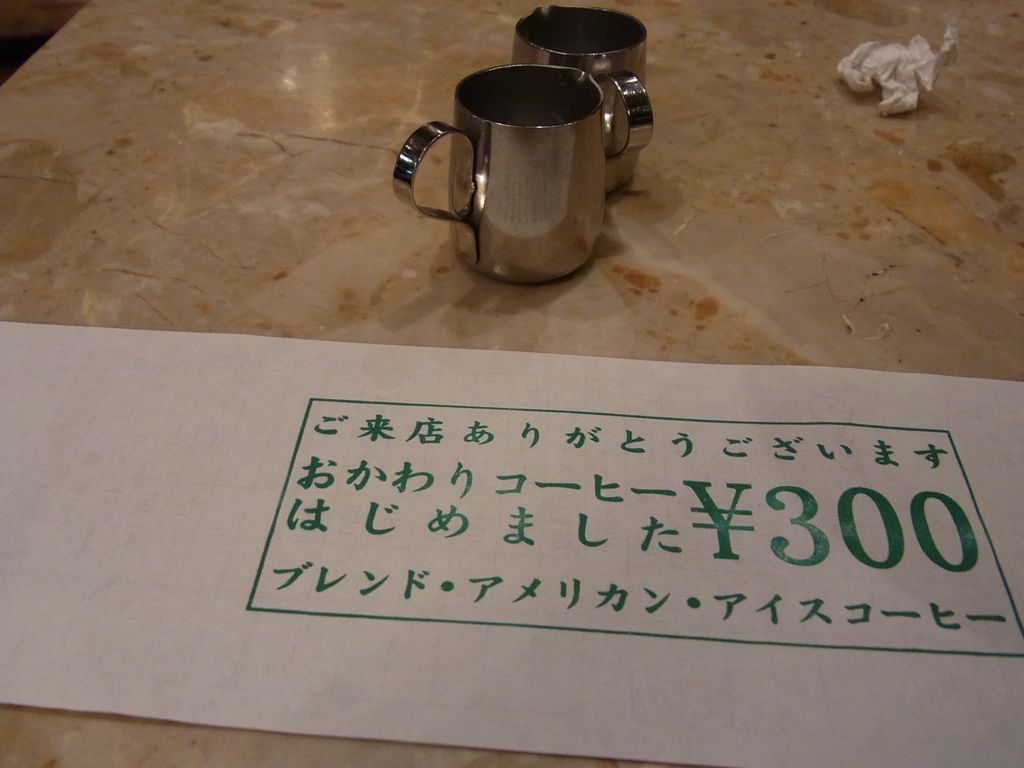 ご来店ありがとうございます
おかわりコーヒー
はじめました
¥300
ブレンド・アメリカン・アイスコーヒー